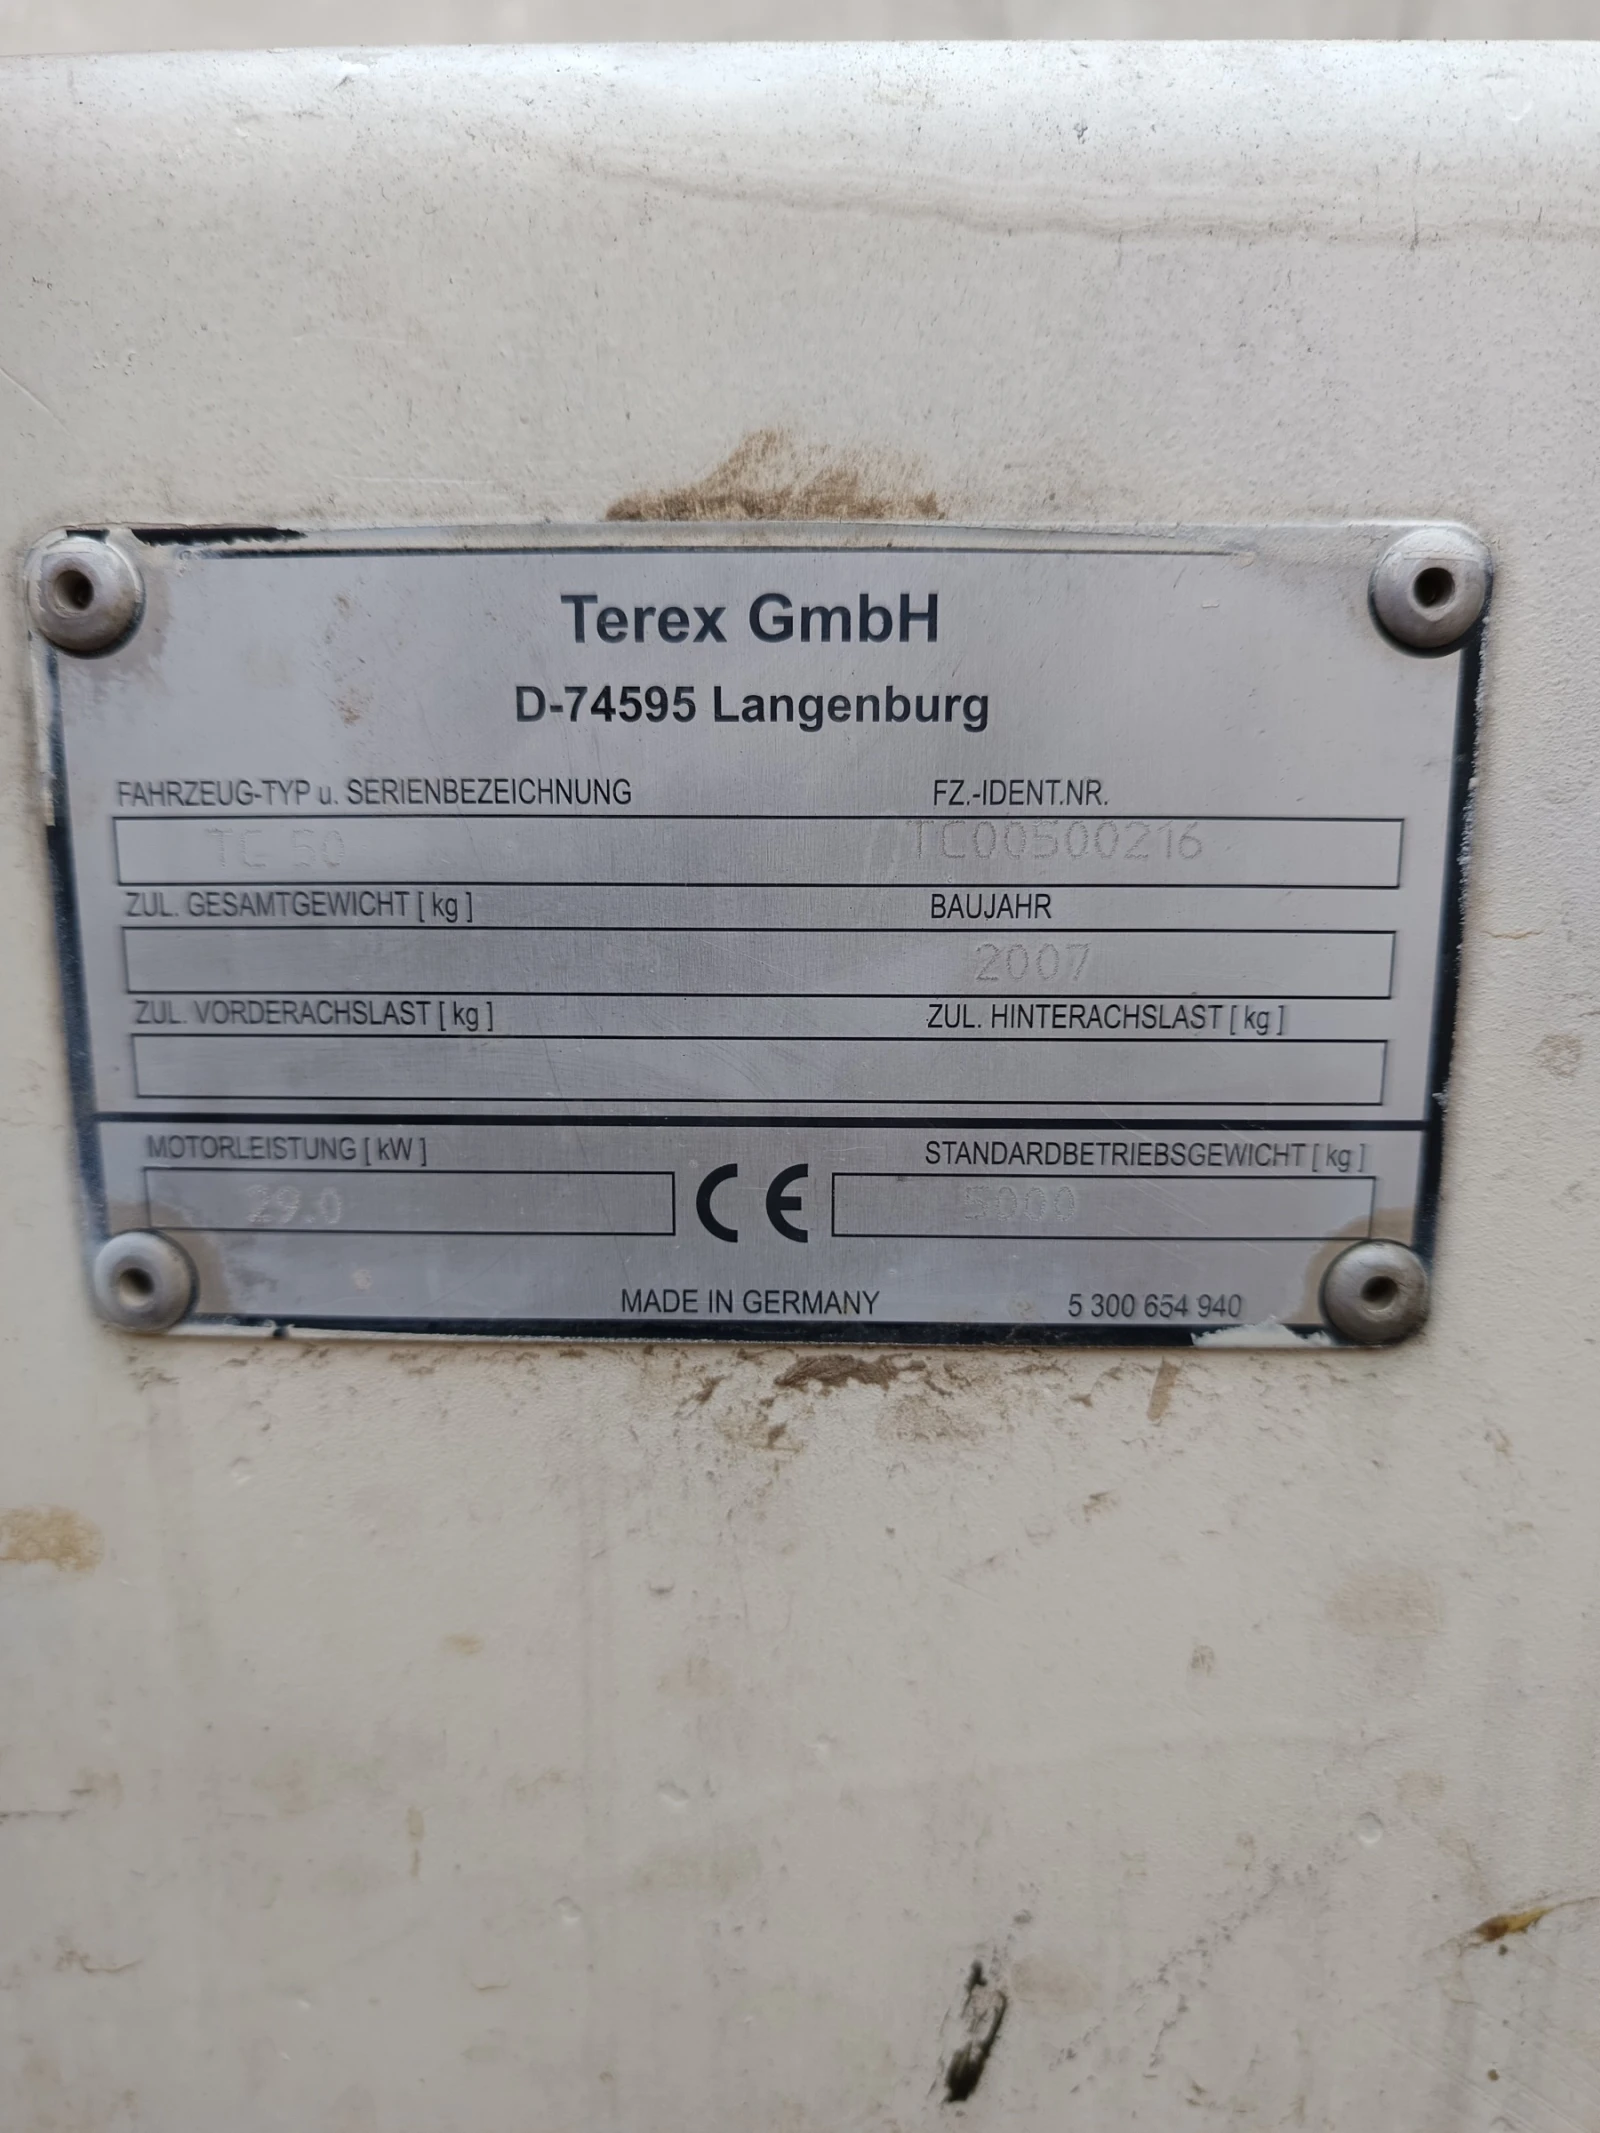 Terex GmbH
D-74595 Langenburg
FAHRZEUG-TYP u. SERIENBEZEICHNUNG FZ.-IDENT.NR.
TC 50 TC00500216
ZUL. GESAMTGEWICHT [ kg ] BAUJAHR
2007
ZUL. VORDERACHSLAST [ kg ] ZUL. HINTERACHSLAST [ kg ]
MOTORLEISTUNG [ kW ] STANDARDBETRIEBSGEWICHT [ kg ]
29.0 CE 5000
MADE IN GERMANY 5 300 654 940